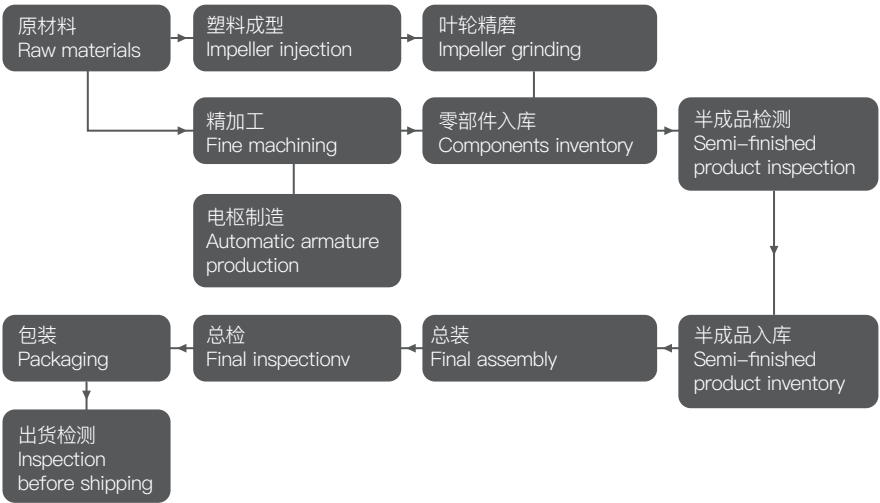 原材料
Raw materials
塑料成型
Impeller injection
叶轮精磨
Impeller grinding
精加工
Fine machining
零部件入库
Components inventory
半成品检测
Semi-finished
product inspection
电枢制造
Automatic armature
production
包装
Packaging
总检
Final inspectionv
总装
Final assembly
半成品入库
Semi-finished
product inventory
出货检测
Inspection
before shipping